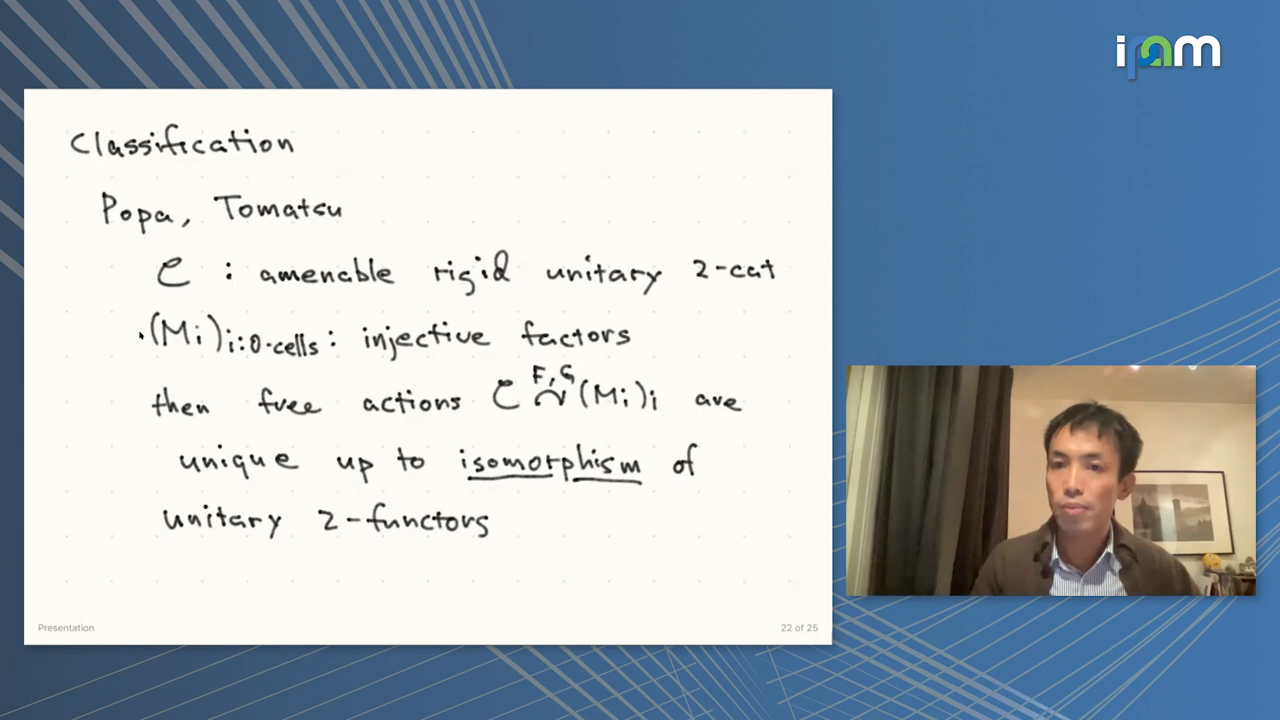 ipam
Classification
Popa, Tomatsu
C : amenable rigid unitary 2-cat
(Mi)i:0-cells : injective factors
F, G
then free actions C ↷ (Mi)i are
unique up to isomorphism of
unitary 2-functors
Presentation
22 of 25